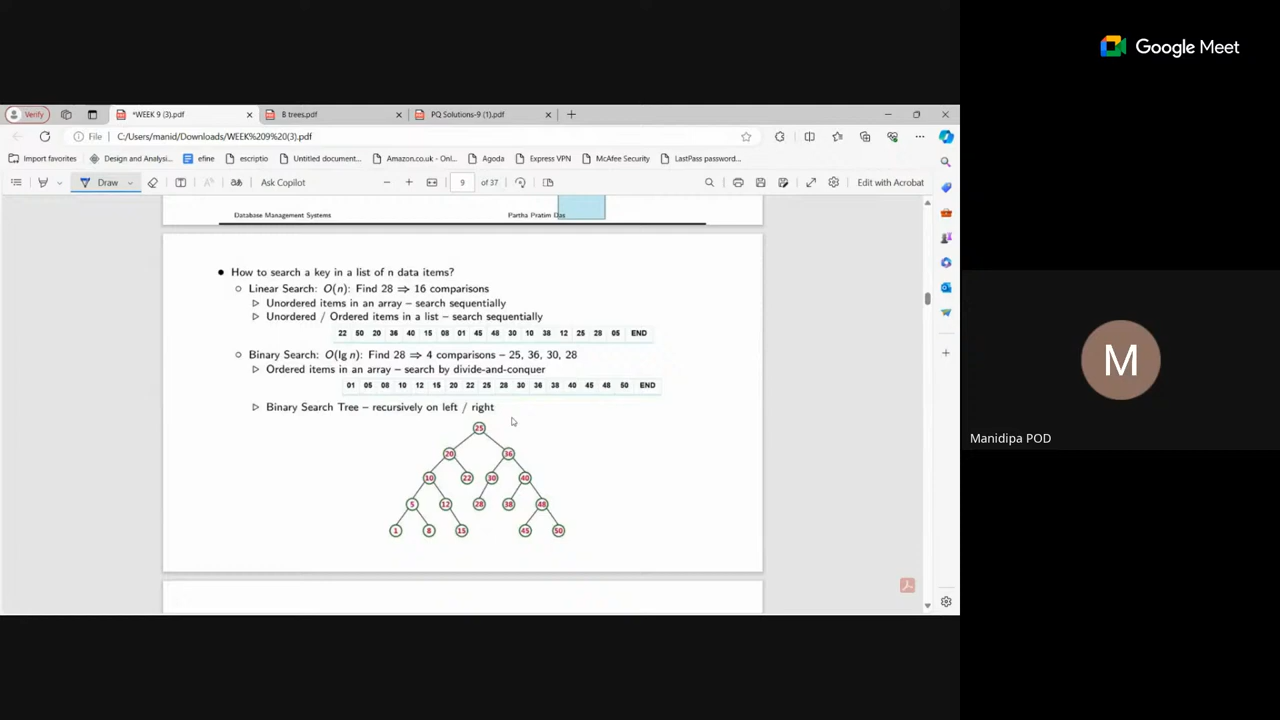 Google Meet
Verify
*WEEK 9 (3).pdf
B trees.pdf
PQ Solutions-9 (1).pdf
File
C:/Users/manid/Downloads/WEEK%209%20(3).pdf
Import favorites
Design and Analysi...
efine
escriptio
Untitled document...
Amazon.co.uk - Onl...
Agoda
Express VPN
McAfee Security
LastPass password...
Draw
Ask Copilot
9 of 37
Edit with Acrobat
Database Management Systems
Partha Pratim Das
How to search a key in a list of n data items?
Linear Search: O(n): Find 28 ⇒ 16 comparisons
Unordered items in an array – search sequentially
Unordered / Ordered items in a list – search sequentially
22 50 20 36 40 15 08 01 45 48 30 10 38 12 25 28 05 END
Binary Search: O(lg n): Find 28 ⇒ 4 comparisons – 25, 36, 30, 28
Ordered items in an array – search by divide-and-conquer
01 05 08 10 12 15 20 22 25 28 30 36 38 40 45 48 50 END
Binary Search Tree – recursively on left / right
25
20 36
10 22 30 40
5 12 28 38 48
1 8 15 45 50
M
Manidipa POD